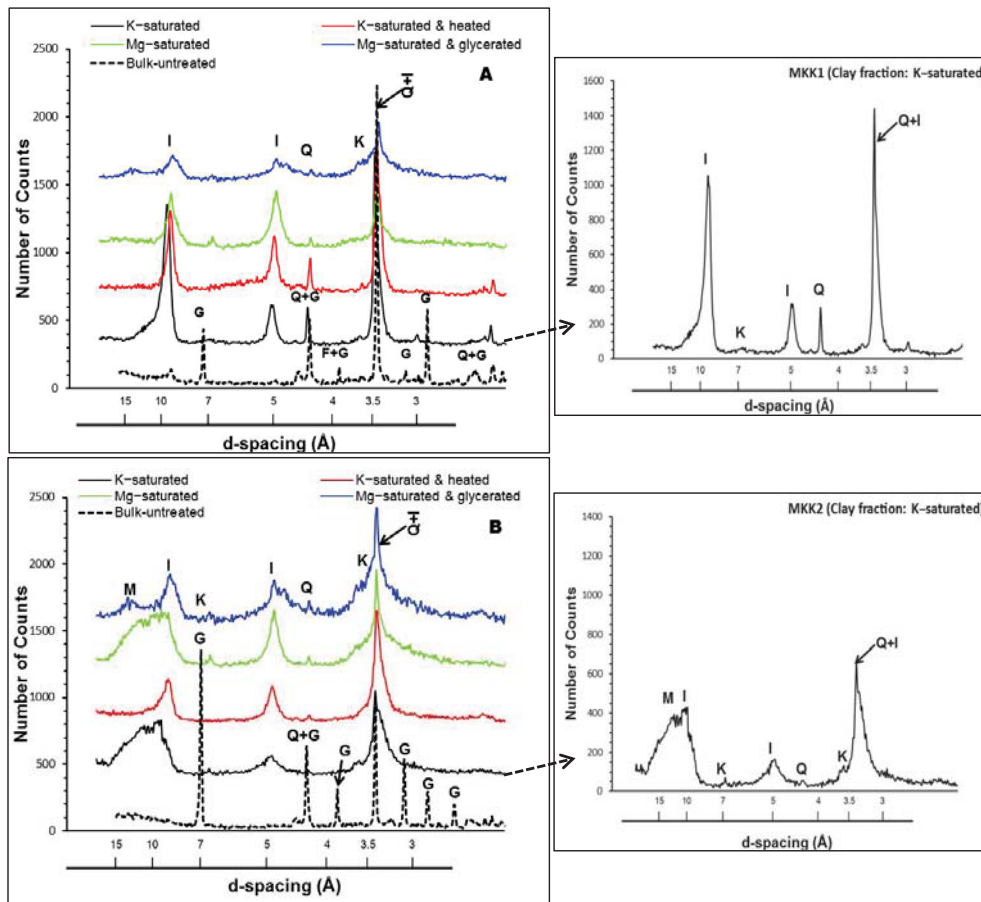 K−saturated
K−saturated & heated
Mg−saturated
Mg−saturated & glycerated
Bulk−untreated
A
Number of Counts
2500
2000
1500
1000
500
0
I
I
Q
K
Q+I
G
Q+G
F+G
G
G
Q+G
15
10
7
5
4
3.5
3
d-spacing (Å)
MKK1 (Clay fraction: K−saturated
Number of Counts
1600
1400
1200
1000
800
600
400
200
0
I
K
I
Q
Q+I
15
10
7
5
4
3.5
3
d-spacing (Å)
K−saturated
K−saturated & heated
Mg−saturated
Mg−saturated & glycerated
Bulk−untreated
B
Number of Counts
2500
2000
1500
1000
500
0
M
I
K
G
I
Q
K
Q+I
Q+G
G
G
G
G
15
10
7
5
4
3.5
3
d-spacing (Å)
MKK2 (Clay fraction: K−saturated)
Number of Counts
1400
1200
1000
800
600
400
200
0
M
I
K
I
Q
K
Q+I
15
10
7
5
4
3.5
3
d-spacing (Å)